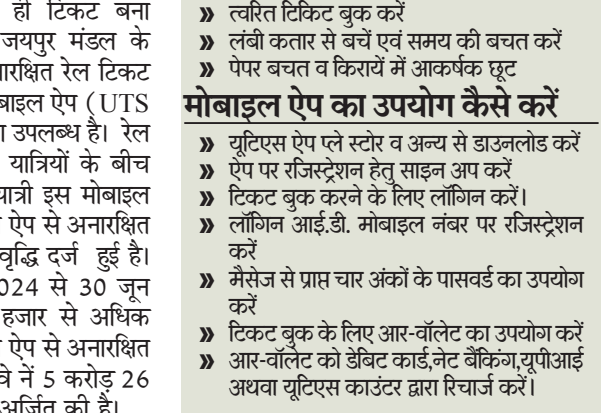 ही टिकट बना
जयपुर मंडल के
रेल टिकट
ऐप (UTS
उपलब्ध है। रेल
यात्रियों के बीच
इस मोबाइल
ऐप से अनारक्षित
वृद्धि दर्ज हुई है।
से 30 जून
हजार से अधिक
ऐप से अनारक्षित
नें 5 करोड़ 26
अर्जित की है।
» त्वरित टिकिट बुक करें
» लंबी कतार से बचें एवं समय की बचत करें
» पेपर बचत व किरायें में आकर्षक छूट
मोबाइल ऐप का उपयोग कैसे करें
» यूटिएस ऐप प्ले स्टोर व अन्य से डाउनलोड करें
» ऐप पर रजिस्ट्रेशन हेतु साइन अप करें
» टिकट बुक करने के लिए लॉगिन करें।
» लॉगिन आई.डी. मोबाइल नंबर पर रजिस्ट्रेशन
करें
» मैसेज से प्राप्त चार अंकों के पासवर्ड का उपयोग
करें
» टिकट बुक के लिए आर-वॉलेट का उपयोग करें
» आर-वॉलेट को डेबिट कार्ड,नेट बैंकिंग,यूपीआई
अथवा यूटिएस काउंटर द्वारा रिचार्ज करें।